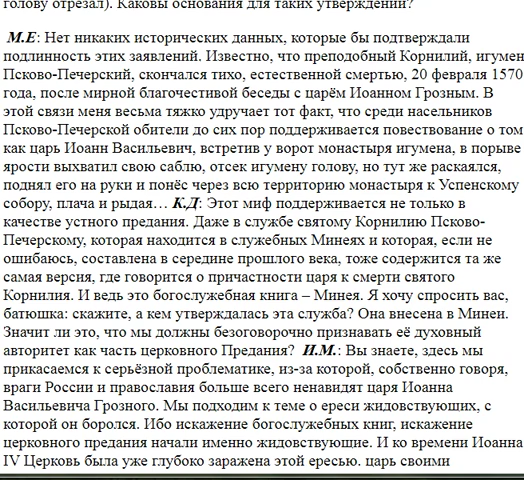 голову отрезал). Каковы основания для таких утверждений?
М.Е: Нет никаких исторических данных, которые бы подтверждали
подлинность этих заявлений. Известно, что преподобный Корнилий, игумен
Псково-Печерский, скончался тихо, естественной смертью, 20 февраля 1570
года, после мирной благочестивой беседы с царём Иоанном Грозным. В
этой связи меня весьма тяжко удручает тот факт, что среди насельников
Псково-Печерской обители до сих пор поддерживается повествование о том
как царь Иоанн Васильевич, встретив у ворот монастыря игумена, в порыве
ярости выхватил свою саблю, отсек игумену голову, но тут же раскаялся,
поднял его на руки и понёс через всю территорию монастыря к Успенскому
собору, плача и рыдая… К.Д: Этот миф поддерживается не только в
качестве устного предания. Даже в службе святому Корнилию Псково-
Печерскому, которая находится в служебных Минеях и которая, если не
ошибаюсь, составлена в середине прошлого века, тоже содержится та же
самая версия, где говорится о причастности царя к смерти святого
Корнилия. И ведь это богослужебная книга – Минея. Я хочу спросить вас,
батюшка: скажите, а кем утверждалась эта служба? Она внесена в Минеи.
Значит ли это, что мы должны безоговорочно признавать её духовный
авторитет как часть церковного Предания? И.М.: Вы знаете, здесь мы
прикасаемся к серьёзной проблематике, из-за которой, собственно говоря,
враги России и православия больше всего ненавидят царя Иоанна
Васильевича Грозного. Мы подходим к теме о ереси жидовствующих, с
которой он боролся. Ибо искажение богослужебных книг, искажение
церковного предания начали именно жидовствующие. И ко времени Иоанна
IV Церковь была уже глубоко заражена этой ересью. царь своими